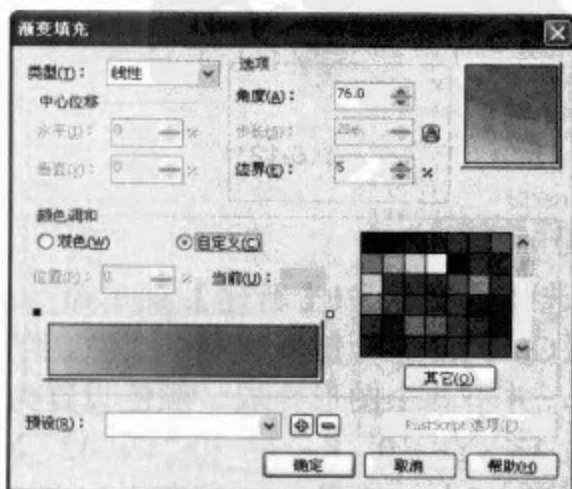 渐变填充
类型(T)： 线性
选项
中心位移
角度(A)： 76.0
水平(I)： 0 %
步长(S)： 256
垂直(V)： 0 %
边界(E)： 5 %
颜色调和
双色(W) 自定义(C)
位置(P)： 0 % 当前(U)：
其它(O)
预设(R)：
PostScript 选项(F)
确定 取消 帮助(H)